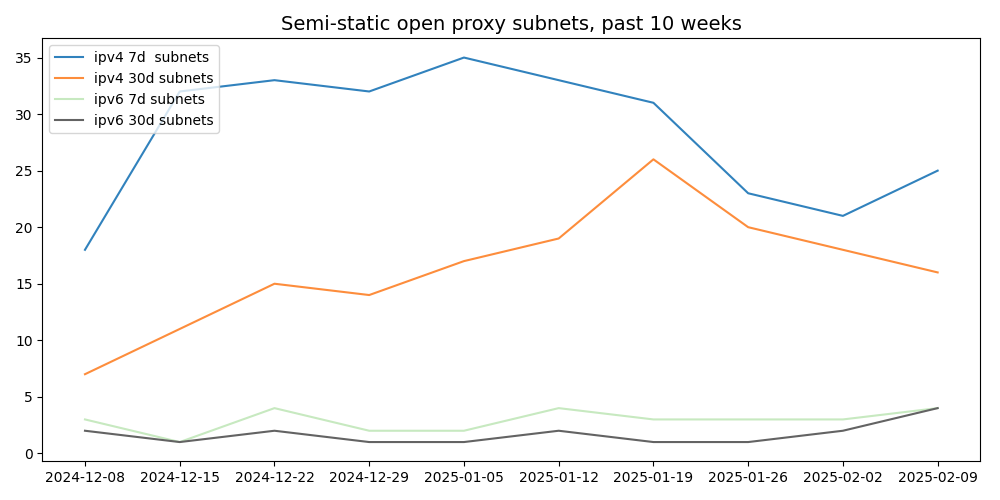 Semi-static open proxy subnets, past 10 weeks
ipv4 7d  subnets
ipv4 30d subnets
ipv6 7d subnets
ipv6 30d subnets
35
30
25
20
15
10
5
0
2024-12-08 2024-12-15 2024-12-22 2024-12-29 2025-01-05 2025-01-12 2025-01-19 2025-01-26 2025-02-02 2025-02-09